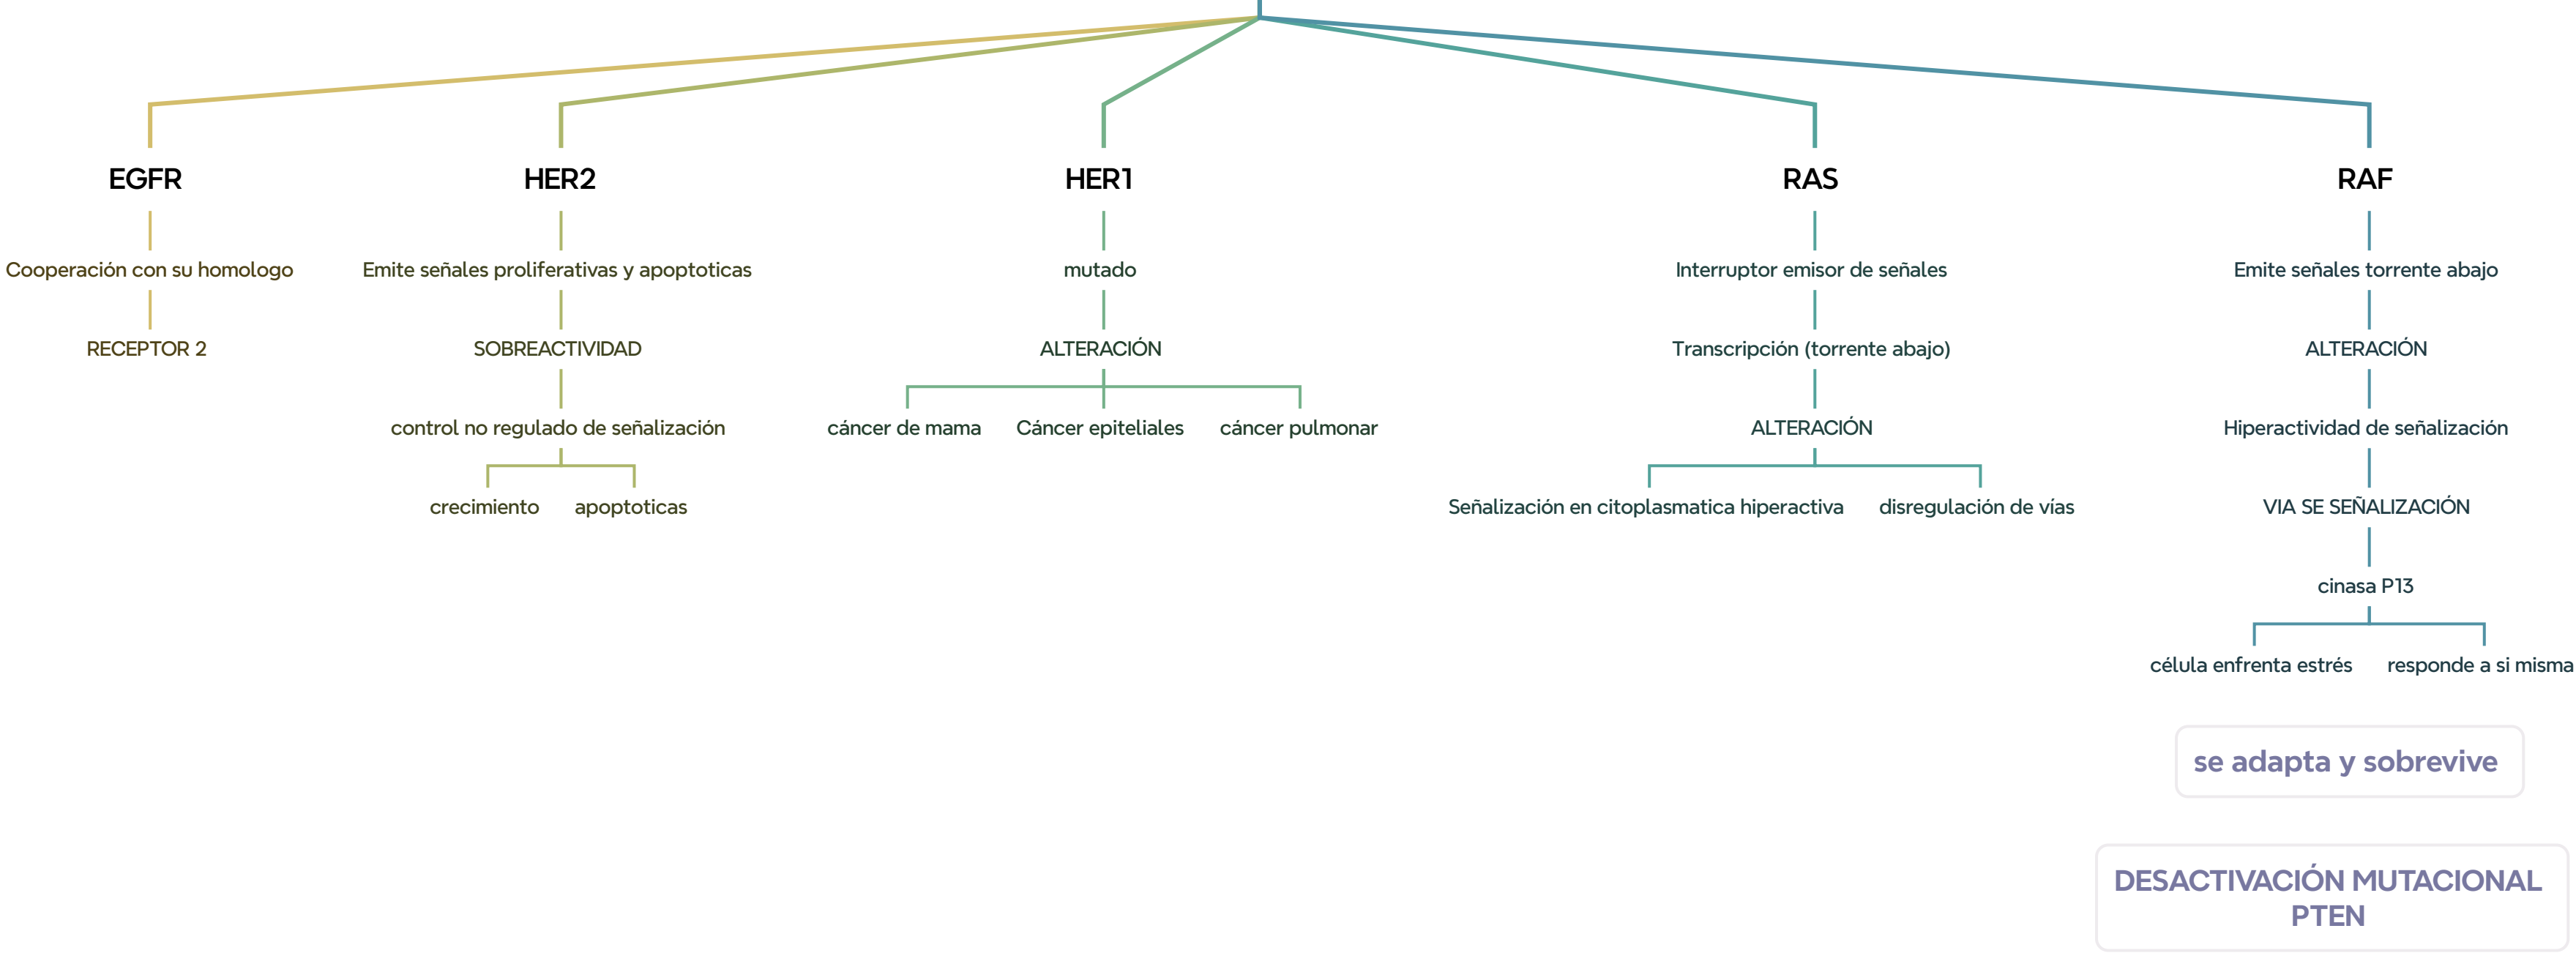 EGFR
HER2
HER1
RAS
RAF
Cooperación con su homologo
Emite señales proliferativas y apoptoticas
mutado
Interruptor emisor de señales
Emite señales torrente abajo
RECEPTOR 2
SOBREACTIVIDAD
ALTERACIÓN
Transcripción (torrente abajo)
ALTERACIÓN
control no regulado de señalización
cáncer de mama
Cáncer epiteliales
cáncer pulmonar
ALTERACIÓN
Hiperactividad de señalización
crecimiento
apoptoticas
Señalización en citoplasmatica hiperactiva
disregulación de vías
VIA SE SEÑALIZACIÓN
cinasa P13
célula enfrenta estrés
responde a si misma
se adapta y sobrevive
DESACTIVACIÓN MUTACIONAL
PTEN